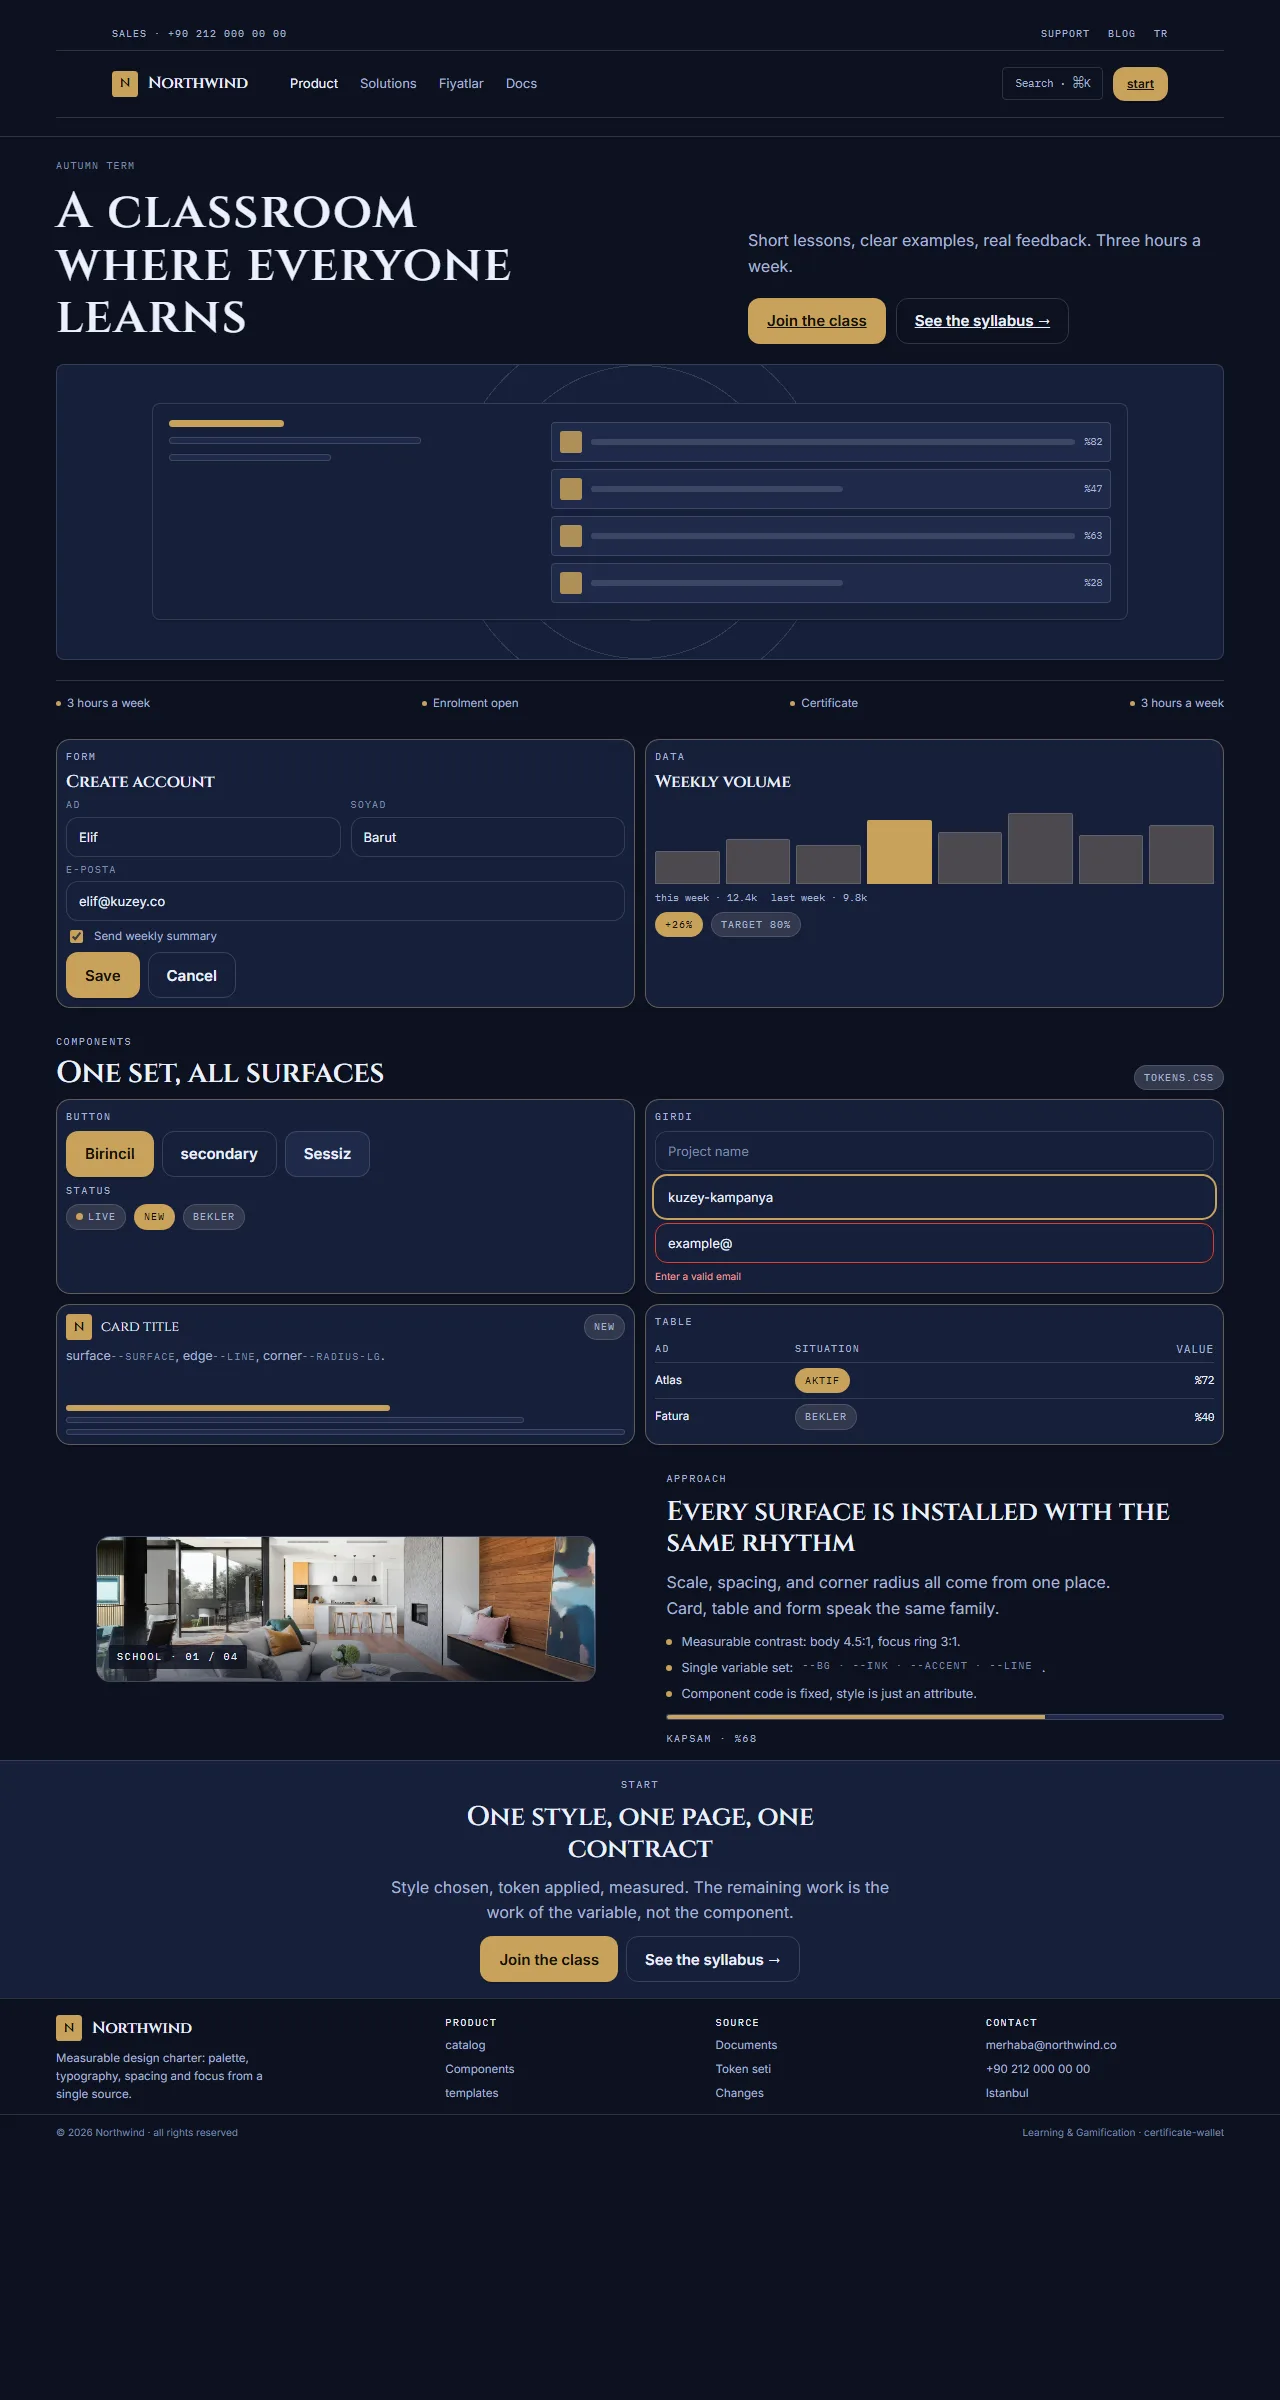 SALES · +90 212 000 00 00
SUPPORT BLOG TR
N Northwind Product Solutions Fiyatlar Docs Search · ⌘K start
AUTUMN TERM
A classroom
where everyone
learns
Short lessons, clear examples, real feedback. Three hours a
week.
Join the class See the syllabus →
%82
%47
%63
%28
3 hours a week Enrolment open Certificate 3 hours a week
FORM
Create account
AD SOYAD
Elif Barut
E-POSTA
elif@kuzey.co
Send weekly summary
Save Cancel
DATA
Weekly volume
this week · 12.4k last week · 9.8k
+26% TARGET 80%
COMPONENTS
One set, all surfaces
TOKENS.CSS
BUTTON
Birincil secondary Sessiz
STATUS
LIVE NEW BEKLER
GIRDI
Project name
kuzey-kampanya
example@
Enter a valid email
N Card title NEW
surface--SURFACE, edge--LINE, corner--RADIUS-LG.
TABLE
AD SITUATION VALUE
Atlas AKTIF %72
Fatura BEKLER %40
SCHOOL · 01 / 04
APPROACH
Every surface is installed with the
same rhythm
Scale, spacing, and corner radius all come from one place.
Card, table and form speak the same family.
Measurable contrast: body 4.5:1, focus ring 3:1.
Single variable set: --BG · --INK · --ACCENT · --LINE .
Component code is fixed, style is just an attribute.
KAPSAM · %68
START
One style, one page, one
contract
Style chosen, token applied, measured. The remaining work is the
work of the variable, not the component.
Join the class See the syllabus →
N Northwind
Measurable design charter: palette,
typography, spacing and focus from a
single source.
PRODUCT
catalog
Components
templates
SOURCE
Documents
Token seti
Changes
CONTACT
merhaba@northwind.co
+90 212 000 00 00
Istanbul
© 2026 Northwind · all rights reserved
Learning & Gamification · certificate-wallet